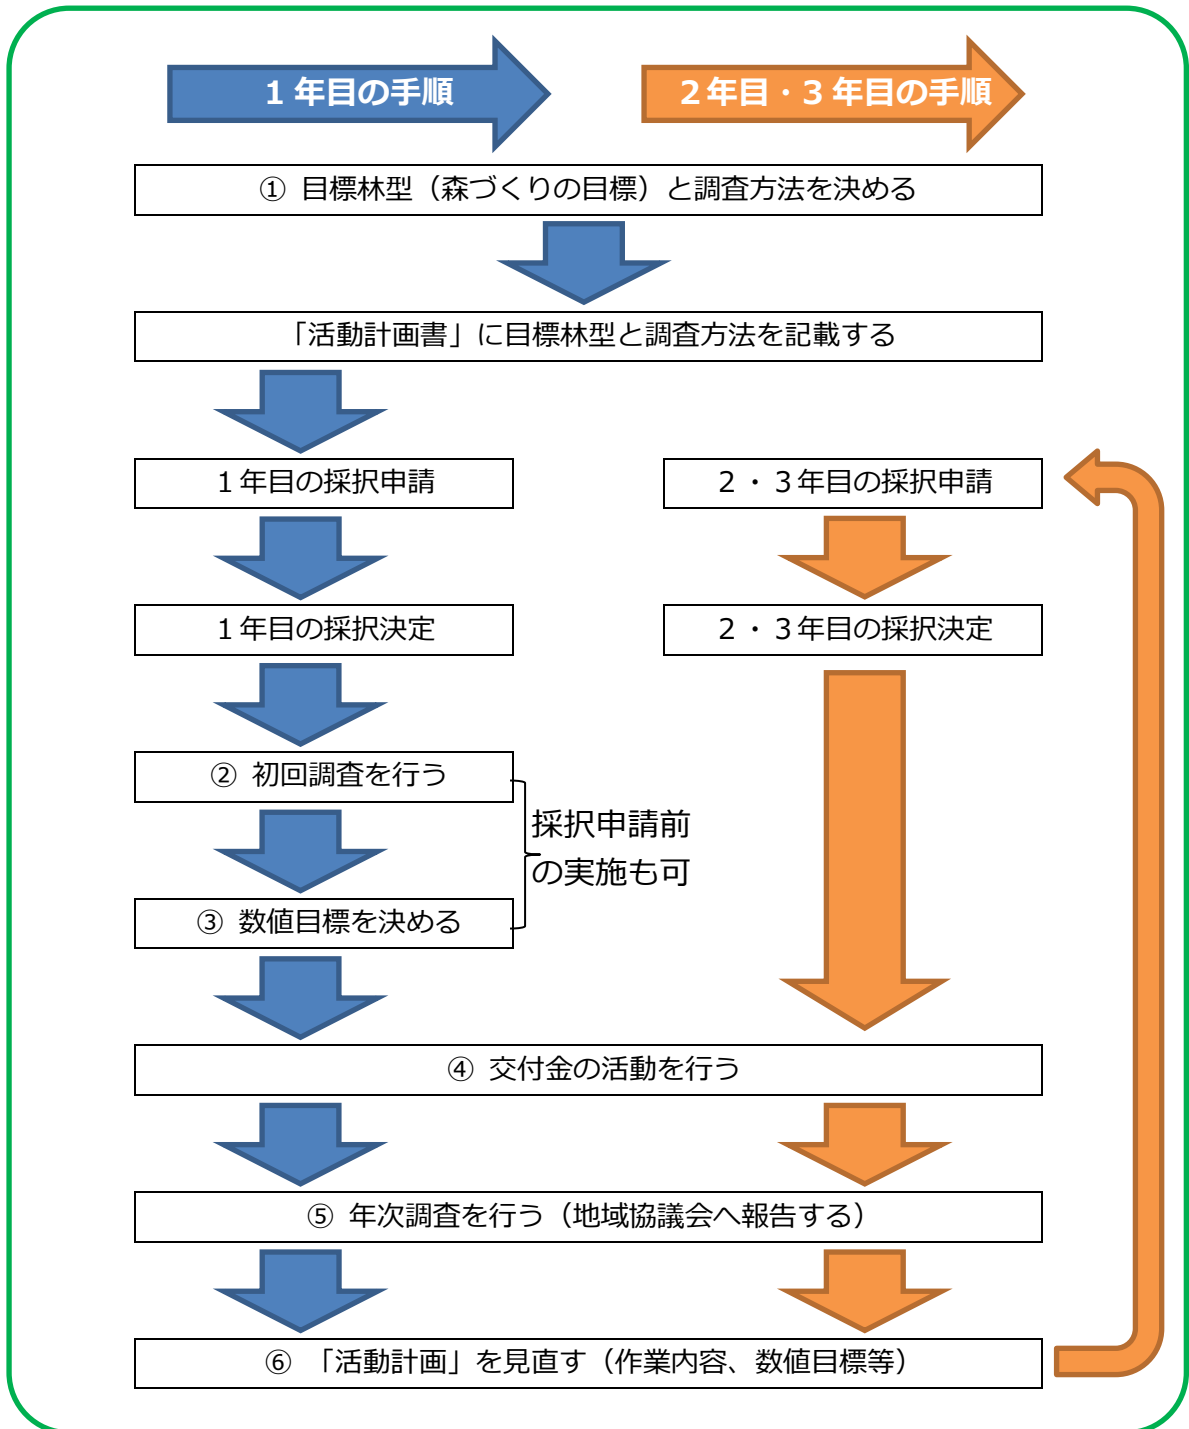 1年目の手順
2年目・3年目の手順
① 目標林型（森づくりの目標）と調査方法を決める
「活動計画書」に目標林型と調査方法を記載する
1年目の採択申請
2・3年目の採択申請
1年目の採択決定
2・3年目の採択決定
② 初回調査を行う
採択申請前
の実施も可
③ 数値目標を決める
④ 交付金の活動を行う
⑤ 年次調査を行う（地域協議会へ報告する）
⑥ 「活動計画」を見直す（作業内容、数値目標等）